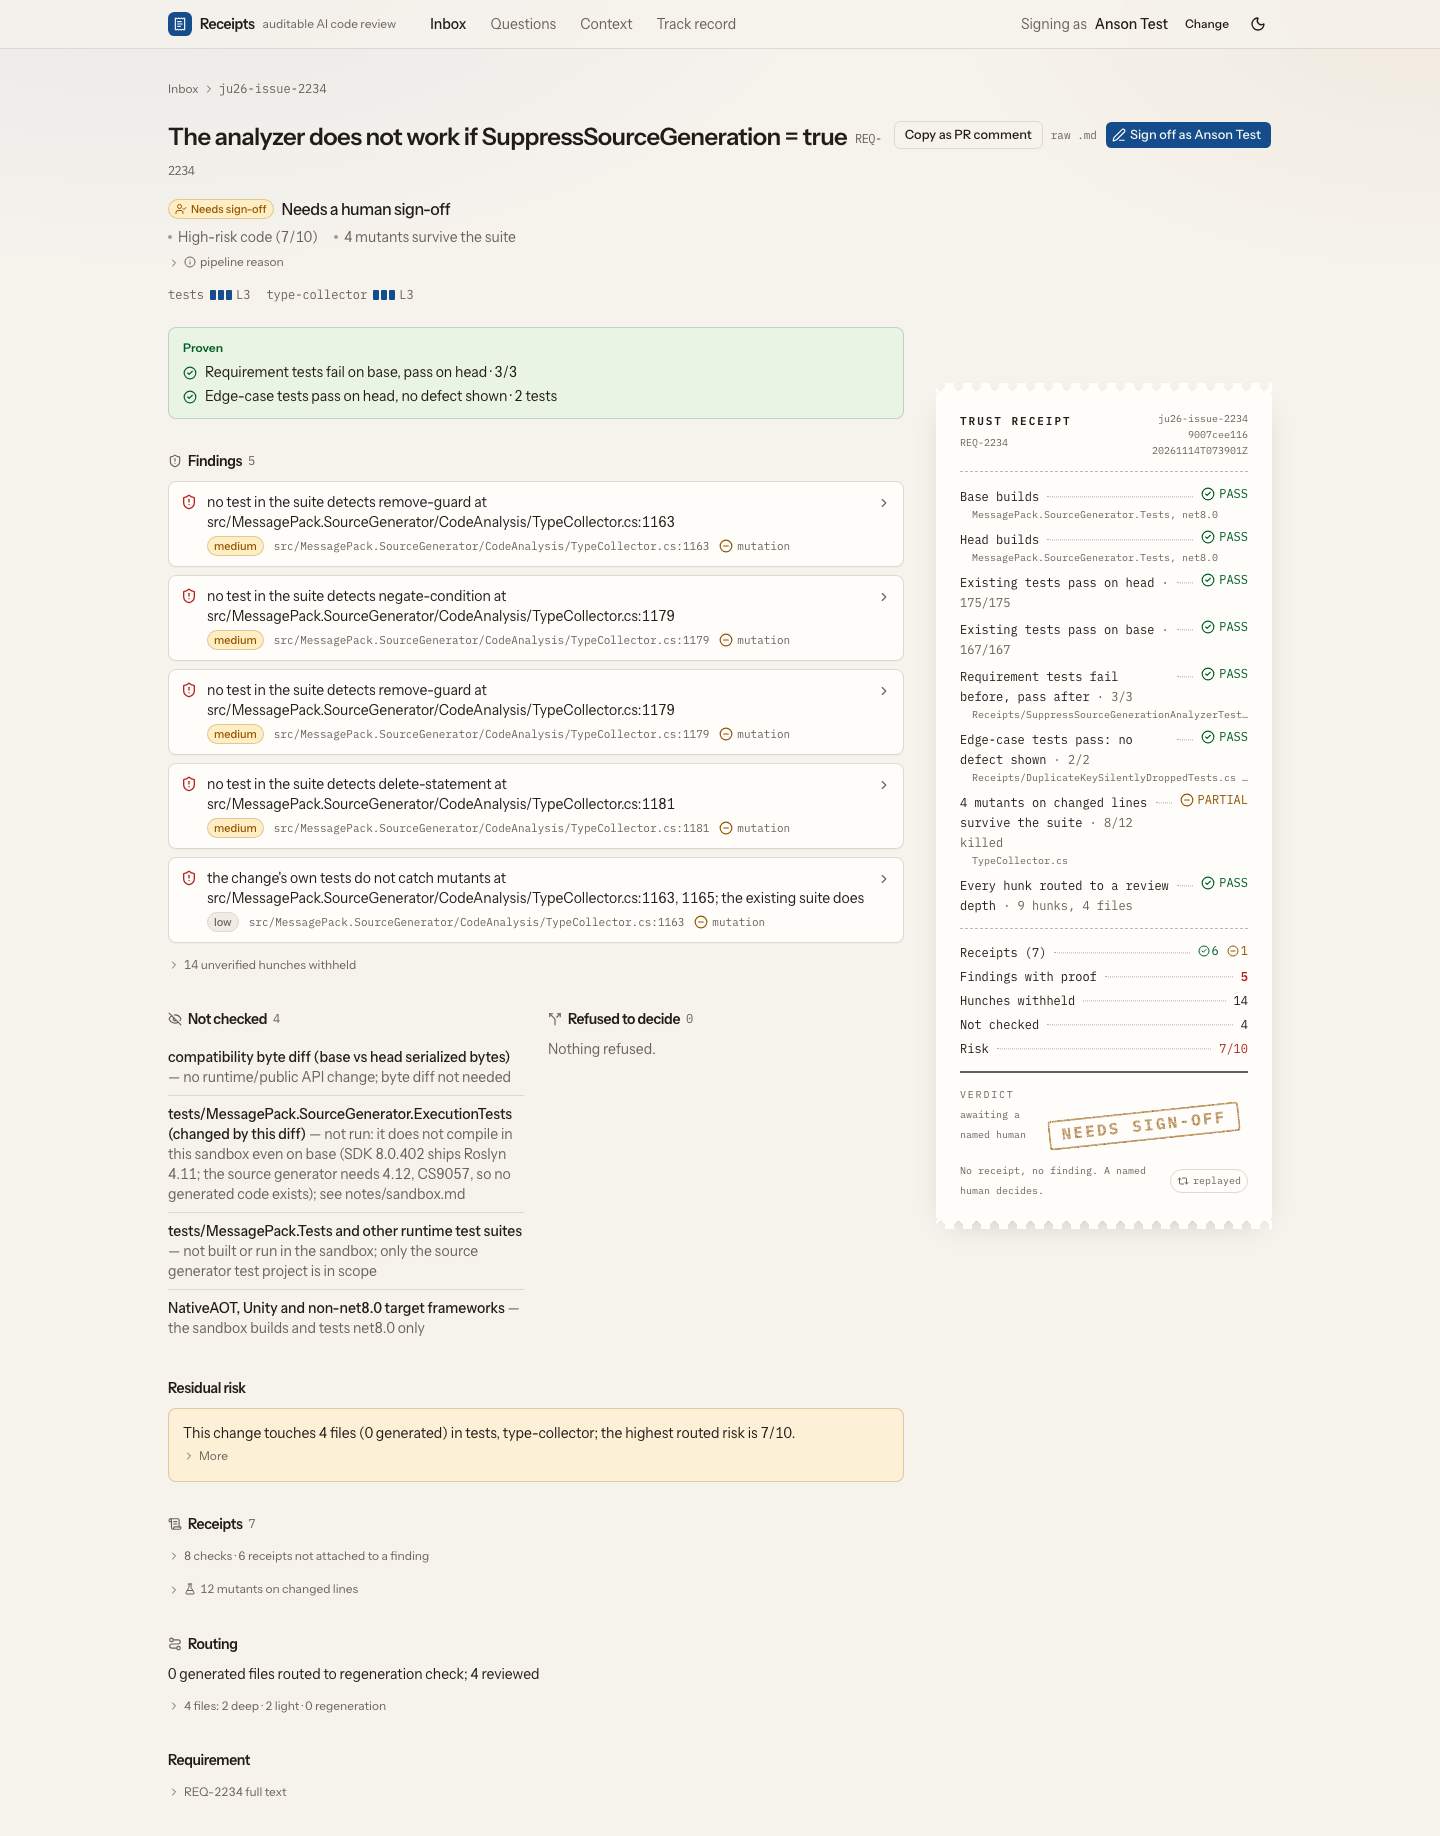 Receipts auditable AI code review Inbox Questions Context Track record Signing as Anson Test Change
Inbox > ju26-issue-2234
The analyzer does not work if SuppressSourceGeneration = true REQ-
2234
Copy as PR comment raw .md Sign off as Anson Test
Needs sign-off Needs a human sign-off
• High-risk code (7/10) • 4 mutants survive the suite
pipeline reason
tests L3 type-collector L3
Proven
Requirement tests fail on base, pass on head · 3/3
Edge-case tests pass on head, no defect shown · 2 tests
Findings 5
no test in the suite detects remove-guard at
src/MessagePack.SourceGenerator/CodeAnalysis/TypeCollector.cs:1163
medium src/MessagePack.SourceGenerator/CodeAnalysis/TypeCollector.cs:1163 mutation
no test in the suite detects negate-condition at
src/MessagePack.SourceGenerator/CodeAnalysis/TypeCollector.cs:1179
medium src/MessagePack.SourceGenerator/CodeAnalysis/TypeCollector.cs:1179 mutation
no test in the suite detects remove-guard at
src/MessagePack.SourceGenerator/CodeAnalysis/TypeCollector.cs:1179
medium src/MessagePack.SourceGenerator/CodeAnalysis/TypeCollector.cs:1179 mutation
no test in the suite detects delete-statement at
src/MessagePack.SourceGenerator/CodeAnalysis/TypeCollector.cs:1181
medium src/MessagePack.SourceGenerator/CodeAnalysis/TypeCollector.cs:1181 mutation
the change's own tests do not catch mutants at
src/MessagePack.SourceGenerator/CodeAnalysis/TypeCollector.cs:1163, 1165; the existing suite does
low src/MessagePack.SourceGenerator/CodeAnalysis/TypeCollector.cs:1163 mutation
14 unverified hunches withheld
Not checked 4
compatibility byte diff (base vs head serialized bytes)
— no runtime/public API change; byte diff not needed
tests/MessagePack.SourceGenerator.ExecutionTests
(changed by this diff) — not run: it does not compile in
this sandbox even on base (SDK 8.0.402 ships Roslyn
4.11; the source generator needs 4.12, CS9057, so no
generated code exists); see notes/sandbox.md
tests/MessagePack.Tests and other runtime test suites
— not built or run in the sandbox; only the source
generator test project is in scope
NativeAOT, Unity and non-net8.0 target frameworks —
the sandbox builds and tests net8.0 only
Refused to decide 0
Nothing refused.
Residual risk
This change touches 4 files (0 generated) in tests, type-collector; the highest routed risk is 7/10.
More
Receipts 7
8 checks · 6 receipts not attached to a finding
12 mutants on changed lines
Routing
0 generated files routed to regeneration check; 4 reviewed
4 files: 2 deep · 2 light · 0 regeneration
Requirement
REQ-2234 full text
TRUST RECEIPT
REQ-2234
ju26-issue-2234
9007cee116
20261114T073901Z
Base builds PASS
MessagePack.SourceGenerator.Tests, net8.0
Head builds PASS
MessagePack.SourceGenerator.Tests, net8.0
Existing tests pass on head · PASS
175/175
Existing tests pass on base · PASS
167/167
Requirement tests fail PASS
before, pass after · 3/3
Receipts/SuppressSourceGenerationAnalyzerTest…
Edge-case tests pass: no PASS
defect shown · 2/2
Receipts/DuplicateKeySilentlyDroppedTests.cs …
4 mutants on changed lines PARTIAL
survive the suite · 8/12
killed
TypeCollector.cs
Every hunk routed to a review PASS
depth · 9 hunks, 4 files
Receipts (7) 6 1
Findings with proof 5
Hunches withheld 14
Not checked 4
Risk 7/10
VERDICT
awaiting a
named human
NEEDS SIGN-OFF
No receipt, no finding. A named
human decides.
replayed